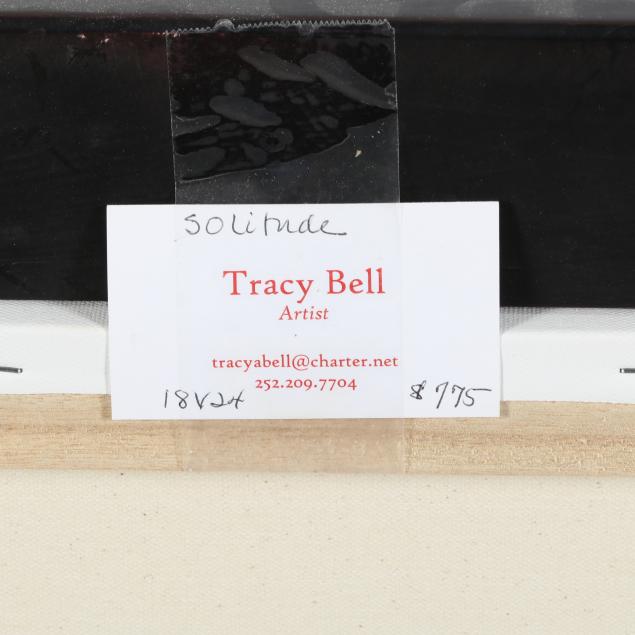 Solitude
Tracy Bell
Artist
tracyabell@charter.net
252.209.7704
18x24 $775